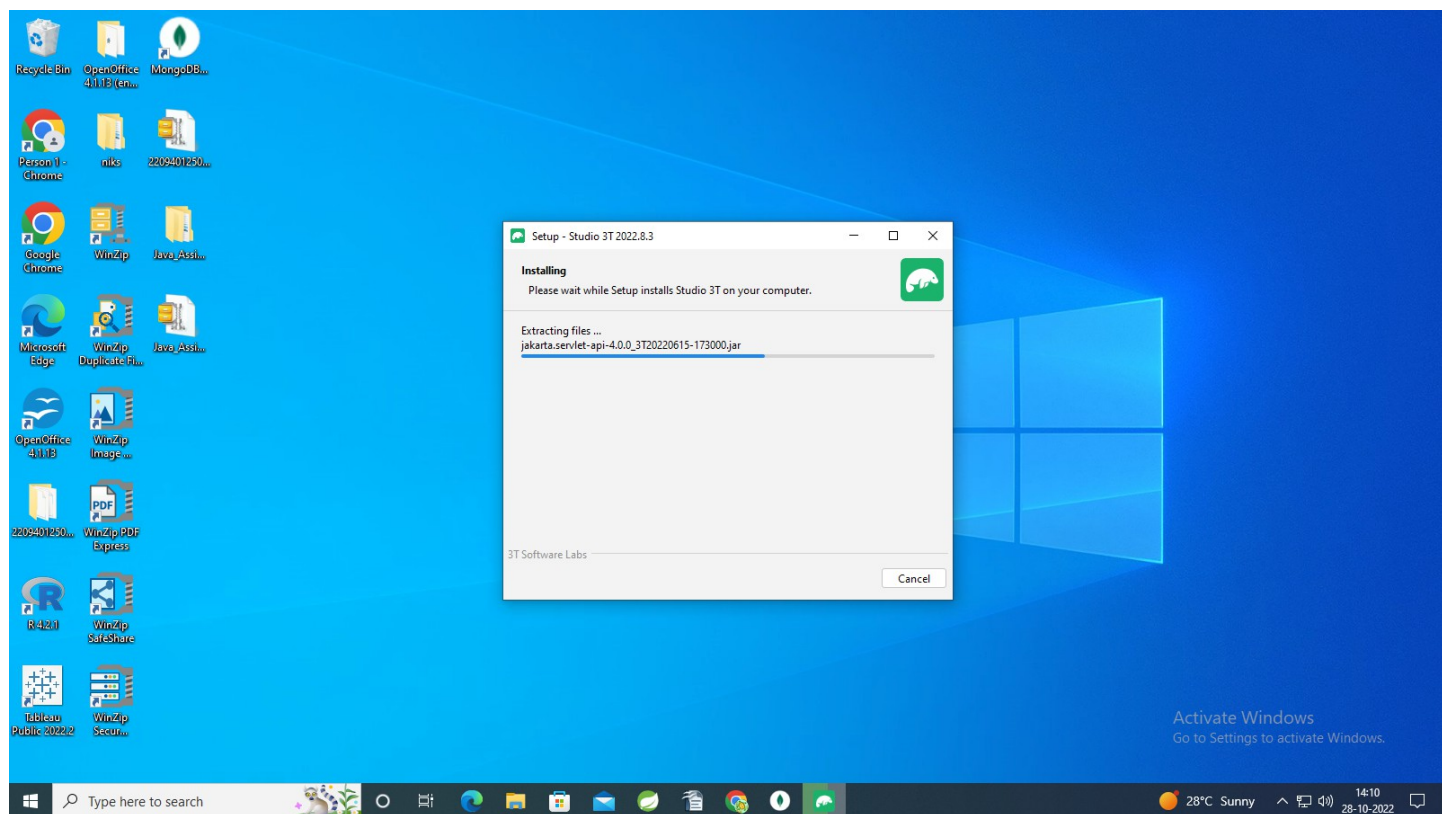 Recycle Bin
OpenOffice
4.1.13 (en...
MongoDB...
Person 1 -
Chrome
niks
2209401250...
Google
Chrome
WinZip
Java_Assi...
Microsoft
Edge
WinZip
Duplicate Fi...
Java_Assi...
OpenOffice
4.1.13
WinZip
Image ...
2209401250...
PDF
WinZip PDF
Express
R 4.2.1
WinZip
SafeShare
Tableau
Public 2022.2
WinZip
Secur...
Setup - Studio 3T 2022.8.3
Installing
Please wait while Setup installs Studio 3T on your computer.
Extracting files ...
jakarta.servlet-api-4.0.0_3T20220615-173000.jar
3T Software Labs
Cancel
Activate Windows
Go to Settings to activate Windows.
Type here to search
28°C Sunny
14:10
28-10-2022